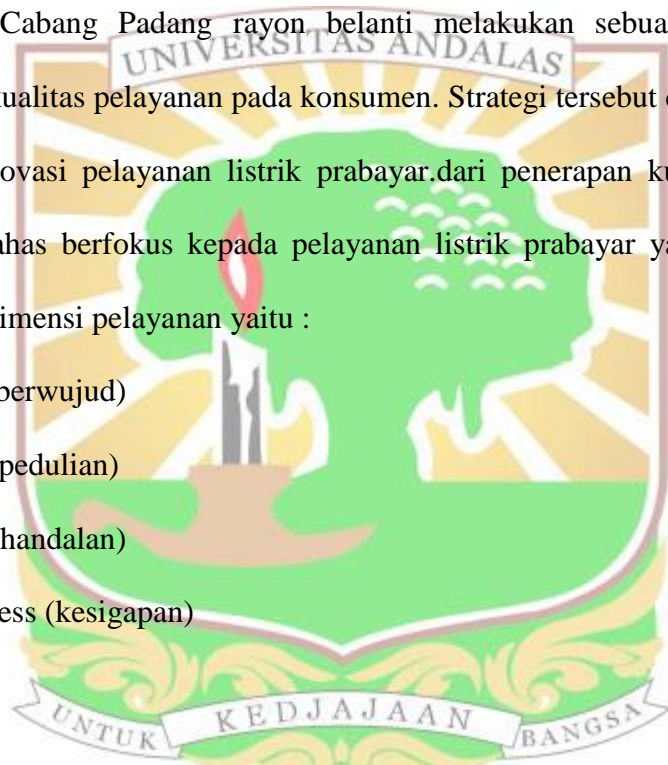 Cabang Padang rayon belanti melakukan sebua
UNIVERSITAS ANDALAS
kualitas pelayanan pada konsumen. Strategi tersebut
ovasi pelayanan listrik prabayar.dari penerapan ku
ahas berfokus kepada pelayanan listrik prabayar ya
imensi pelayanan yaitu :
berwujud)
pedulian)
handalan)
ess (kesigapan)
UNTUK KEDJAJAAN BANGSA